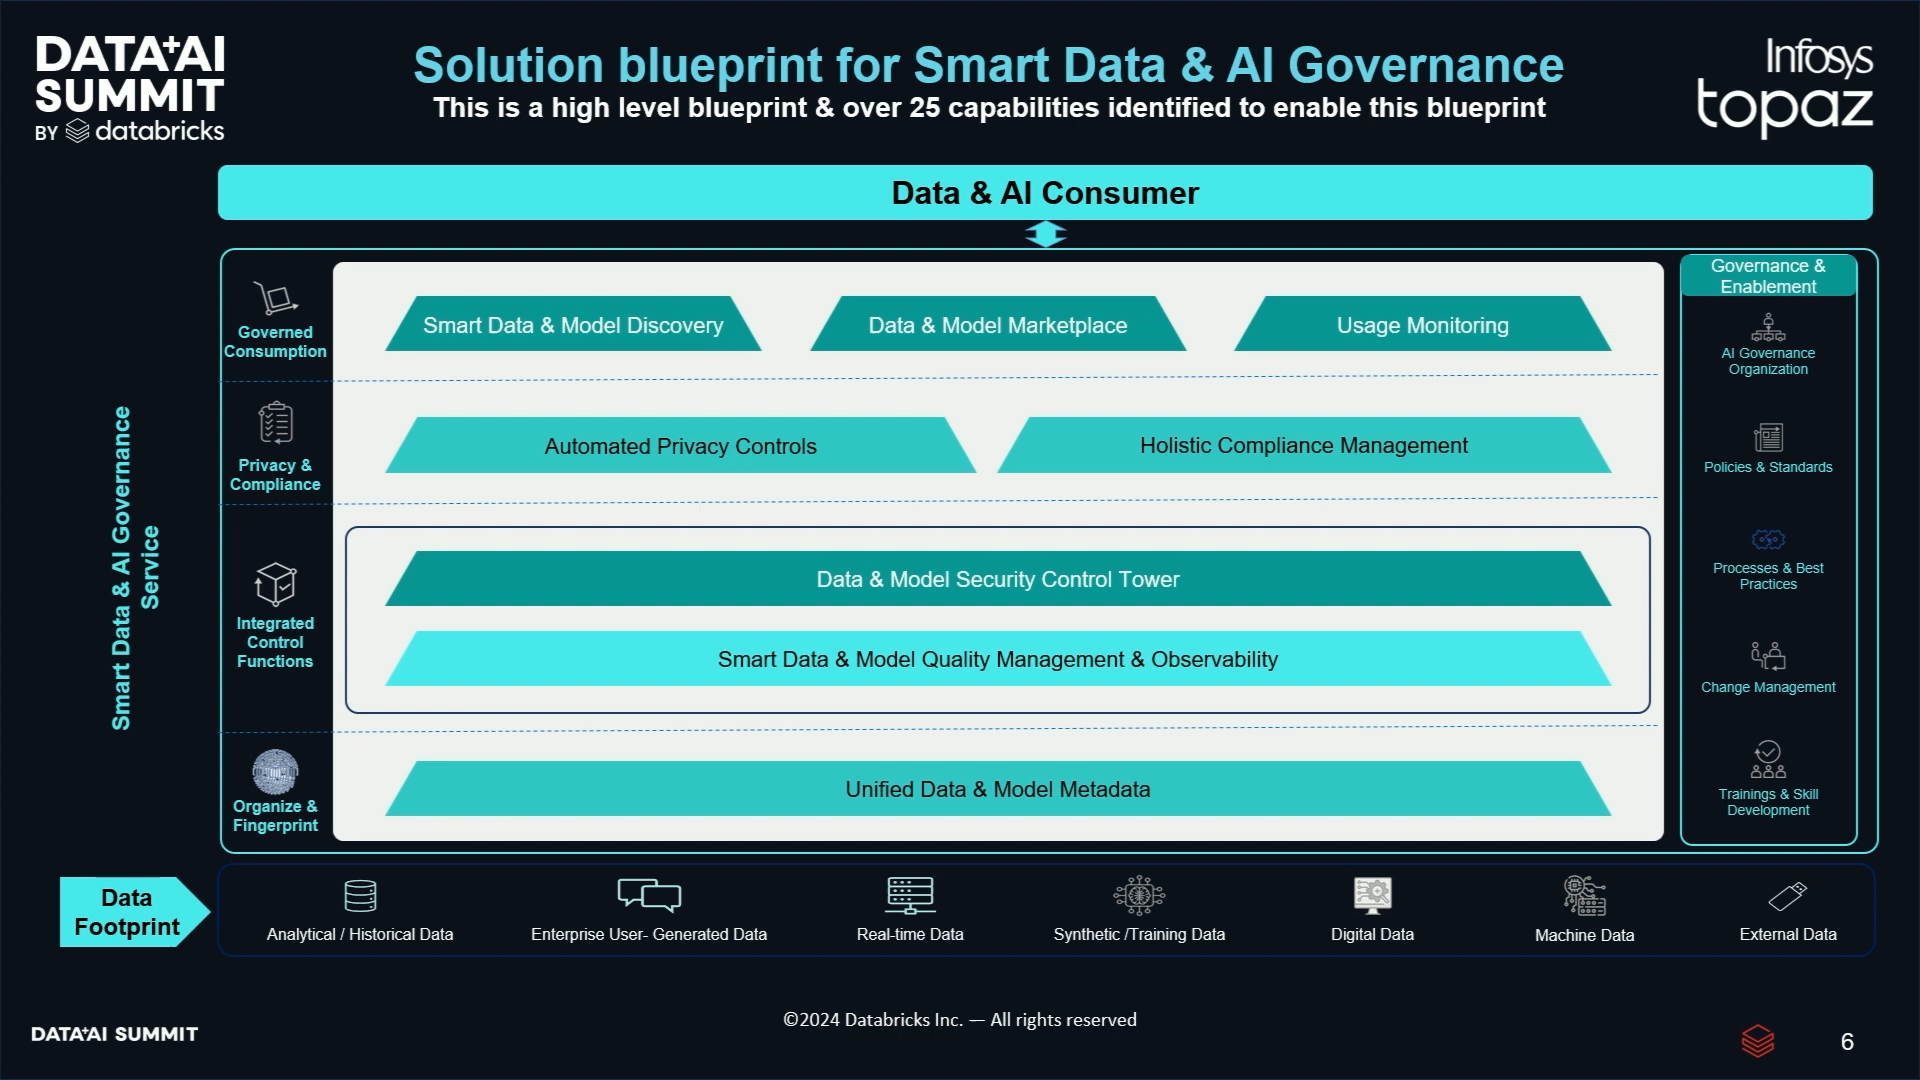 DATA+AI
SUMMIT
BY databricks
Solution blueprint for Smart Data & AI Governance
This is a high level blueprint & over 25 capabilities identified to enable this blueprint
Infosys
topaz
Data & AI Consumer
Smart Data & AI Governance
Service
Governed
Consumption
Smart Data & Model Discovery
Data & Model Marketplace
Usage Monitoring
Privacy &
Compliance
Automated Privacy Controls
Holistic Compliance Management
Integrated
Control
Functions
Data & Model Security Control Tower
Smart Data & Model Quality Management & Observability
Organize &
Fingerprint
Unified Data & Model Metadata
Governance &
Enablement
AI Governance
Organization
Policies & Standards
Processes & Best
Practices
Change Management
Trainings & Skill
Development
Data
Footprint
Analytical / Historical Data
Enterprise User- Generated Data
Real-time Data
Synthetic /Training Data
Digital Data
Machine Data
External Data
DATA+AI SUMMIT
©2024 Databricks Inc. — All rights reserved
6